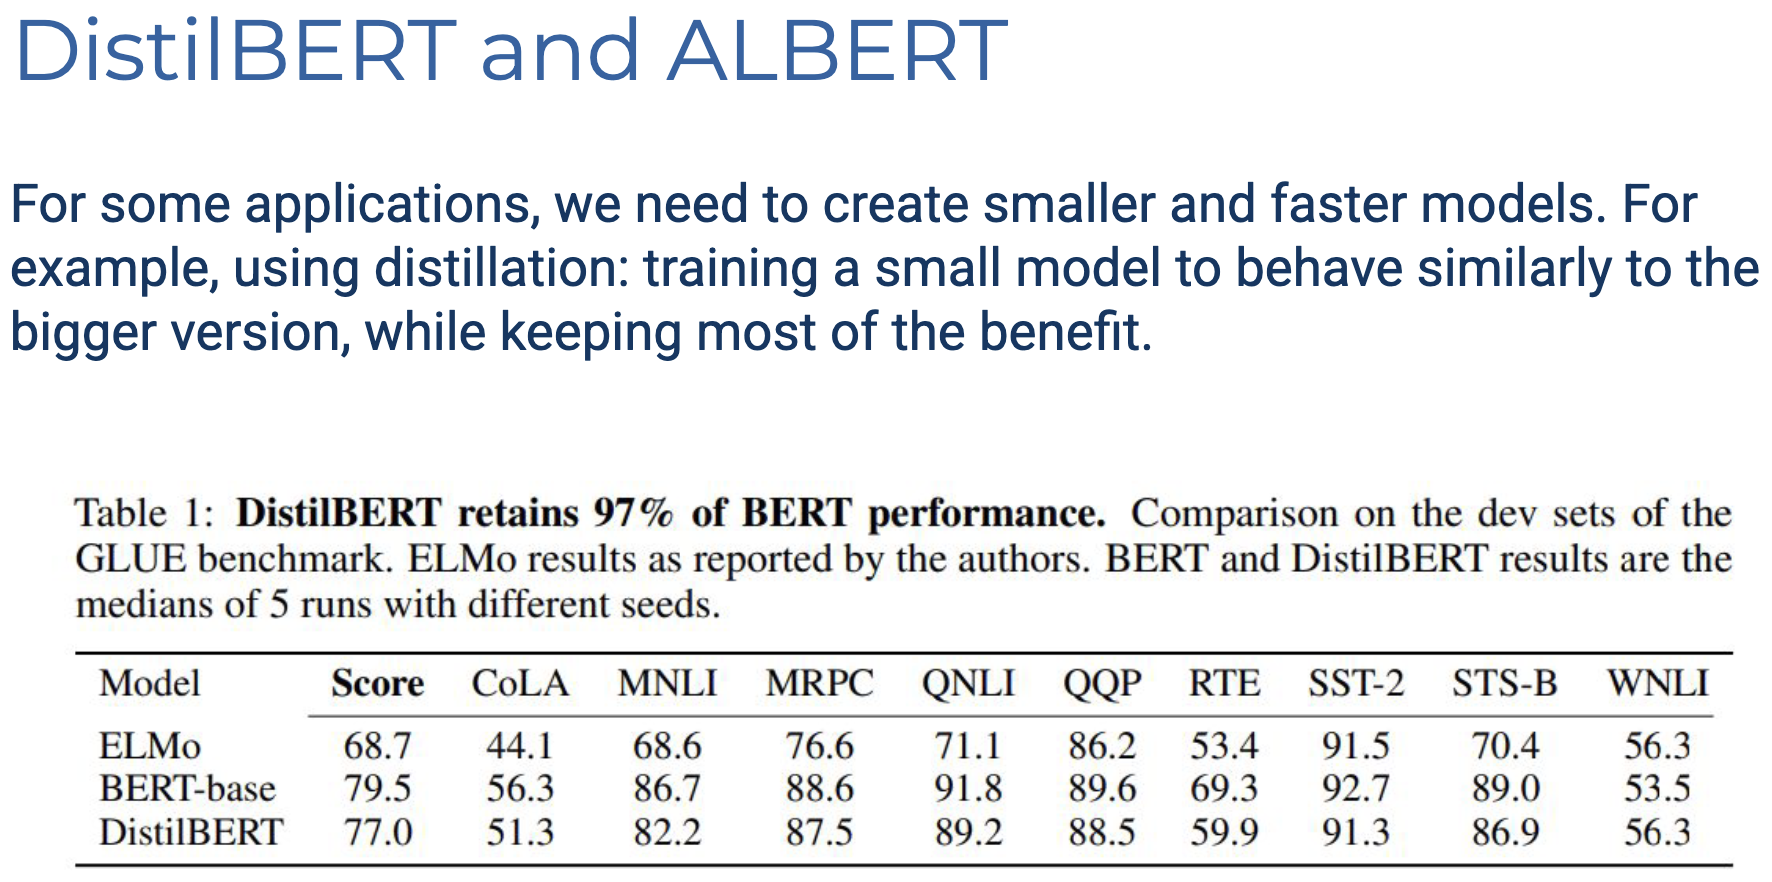 DistilBERT and ALBERT
For some applications, we need to create smaller and faster models. For
example, using distillation: training a small model to behave similarly to the
bigger version, while keeping most of the benefit.
Table 1: DistilBERT retains 97% of BERT performance. Comparison on the dev sets of the
GLUE benchmark. ELMo results as reported by the authors. BERT and DistilBERT results are the
medians of 5 runs with different seeds.
Model Score CoLA MNLI MRPC QNLI QQP RTE SST-2 STS-B WNLI
ELMo 68.7 44.1 68.6 76.6 71.1 86.2 53.4 91.5 70.4 56.3
BERT-base 79.5 56.3 86.7 88.6 91.8 89.6 69.3 92.7 89.0 53.5
DistilBERT 77.0 51.3 82.2 87.5 89.2 88.5 59.9 91.3 86.9 56.3